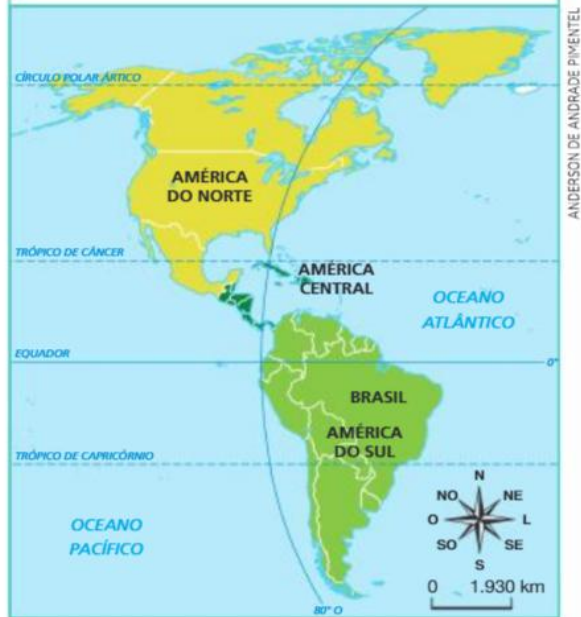 ANDERSON DE ANDRADE PIMENTEL
CÍRCULO POLAR ÁRTICO
AMÉRICA
DO NORTE
TRÓPICO DE CÂNCER
AMÉRICA
CENTRAL
OCEANO
ATLÂNTICO
EQUADOR
0°
BRASIL
AMÉRICA
DO SUL
TRÓPICO DE CAPRICÓRNIO
OCEANO
PACÍFICO
N
NO NE
O L
SO SE
S
0 1.930 km
80° O